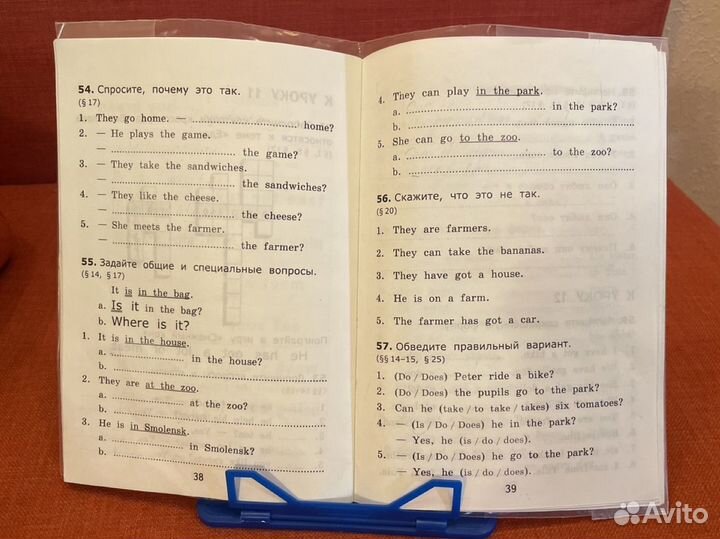 54. Спросите, почему это так.
(§ 17)
1. They go home. — .............................. home?
2. — He plays the game.
— .............................. the game?
3. — They take the sandwiches.
— .............................. the sandwiches?
4. — They like the cheese.
— .............................. the cheese?
5. — She meets the farmer.
— .............................. the farmer?
55. Задайте общие и специальные вопросы.
(§ 14, § 17)
It is in the bag.
a. Is it in the bag?
b. Where is it?
1. It is in the house.
a. .............................. in the house?
b. ..............................
2. They are at the zoo.
a. .............................. at the zoo?
b. ..............................
3. He is in Smolensk.
a. .............................. in Smolensk?
b. ..............................
38
4. They can play in the park.
a. .............................. in the park?
b. ..............................
5. She can go to the zoo.
a. .............................. to the zoo?
b. ..............................
56. Скажите, что это не так.
(§ 20)
1. They are farmers.
2. They can take the bananas.
3. They have got a house.
4. He is on a farm.
5. The farmer has got a car.
57. Обведите правильный вариант.
(§§ 14–15, § 25)
1. (Do / Does) Peter ride a bike?
2. (Do / Does) the pupils go to the park?
3. Can he (take / to take / takes) six tomatoes?
4. — (Is / Do / Does) he in the park?
— Yes, he (is / do / does).
5. — (Is / Do / Does) he go to the park?
— Yes, he (is / do / does).
39
Avito